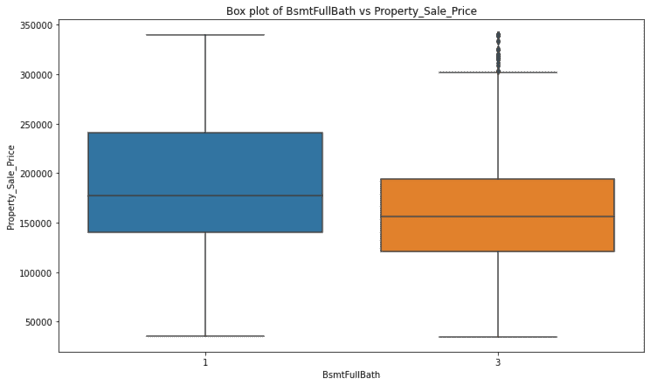 Box plot of BsmtFullBath vs Property_Sale_Price
350000
300000
250000
200000
150000
100000
50000
Property_Sale_Price
1 3
BsmtFullBath